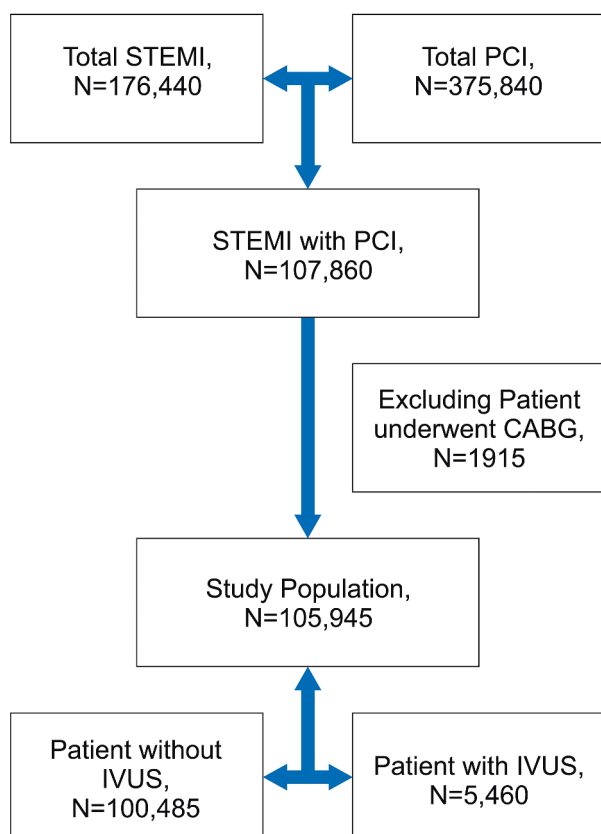 Total STEMI,
N=176,440
Total PCI,
N=375,840
STEMI with PCI,
N=107,860
Excluding Patient
underwent CABG,
N=1915
Study Population,
N=105,945
Patient without
IVUS,
N=100,485
Patient with IVUS,
N=5,460